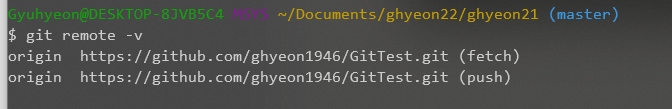 Gyuhyeon@DESKTOP-8JVB5C4 ~/Documents/ghyeon22/ghyeon21 (master)
$ git remote -v
origin  https://github.com/ghyeon1946/GitTest.git (fetch)
origin  https://github.com/ghyeon1946/GitTest.git (push)